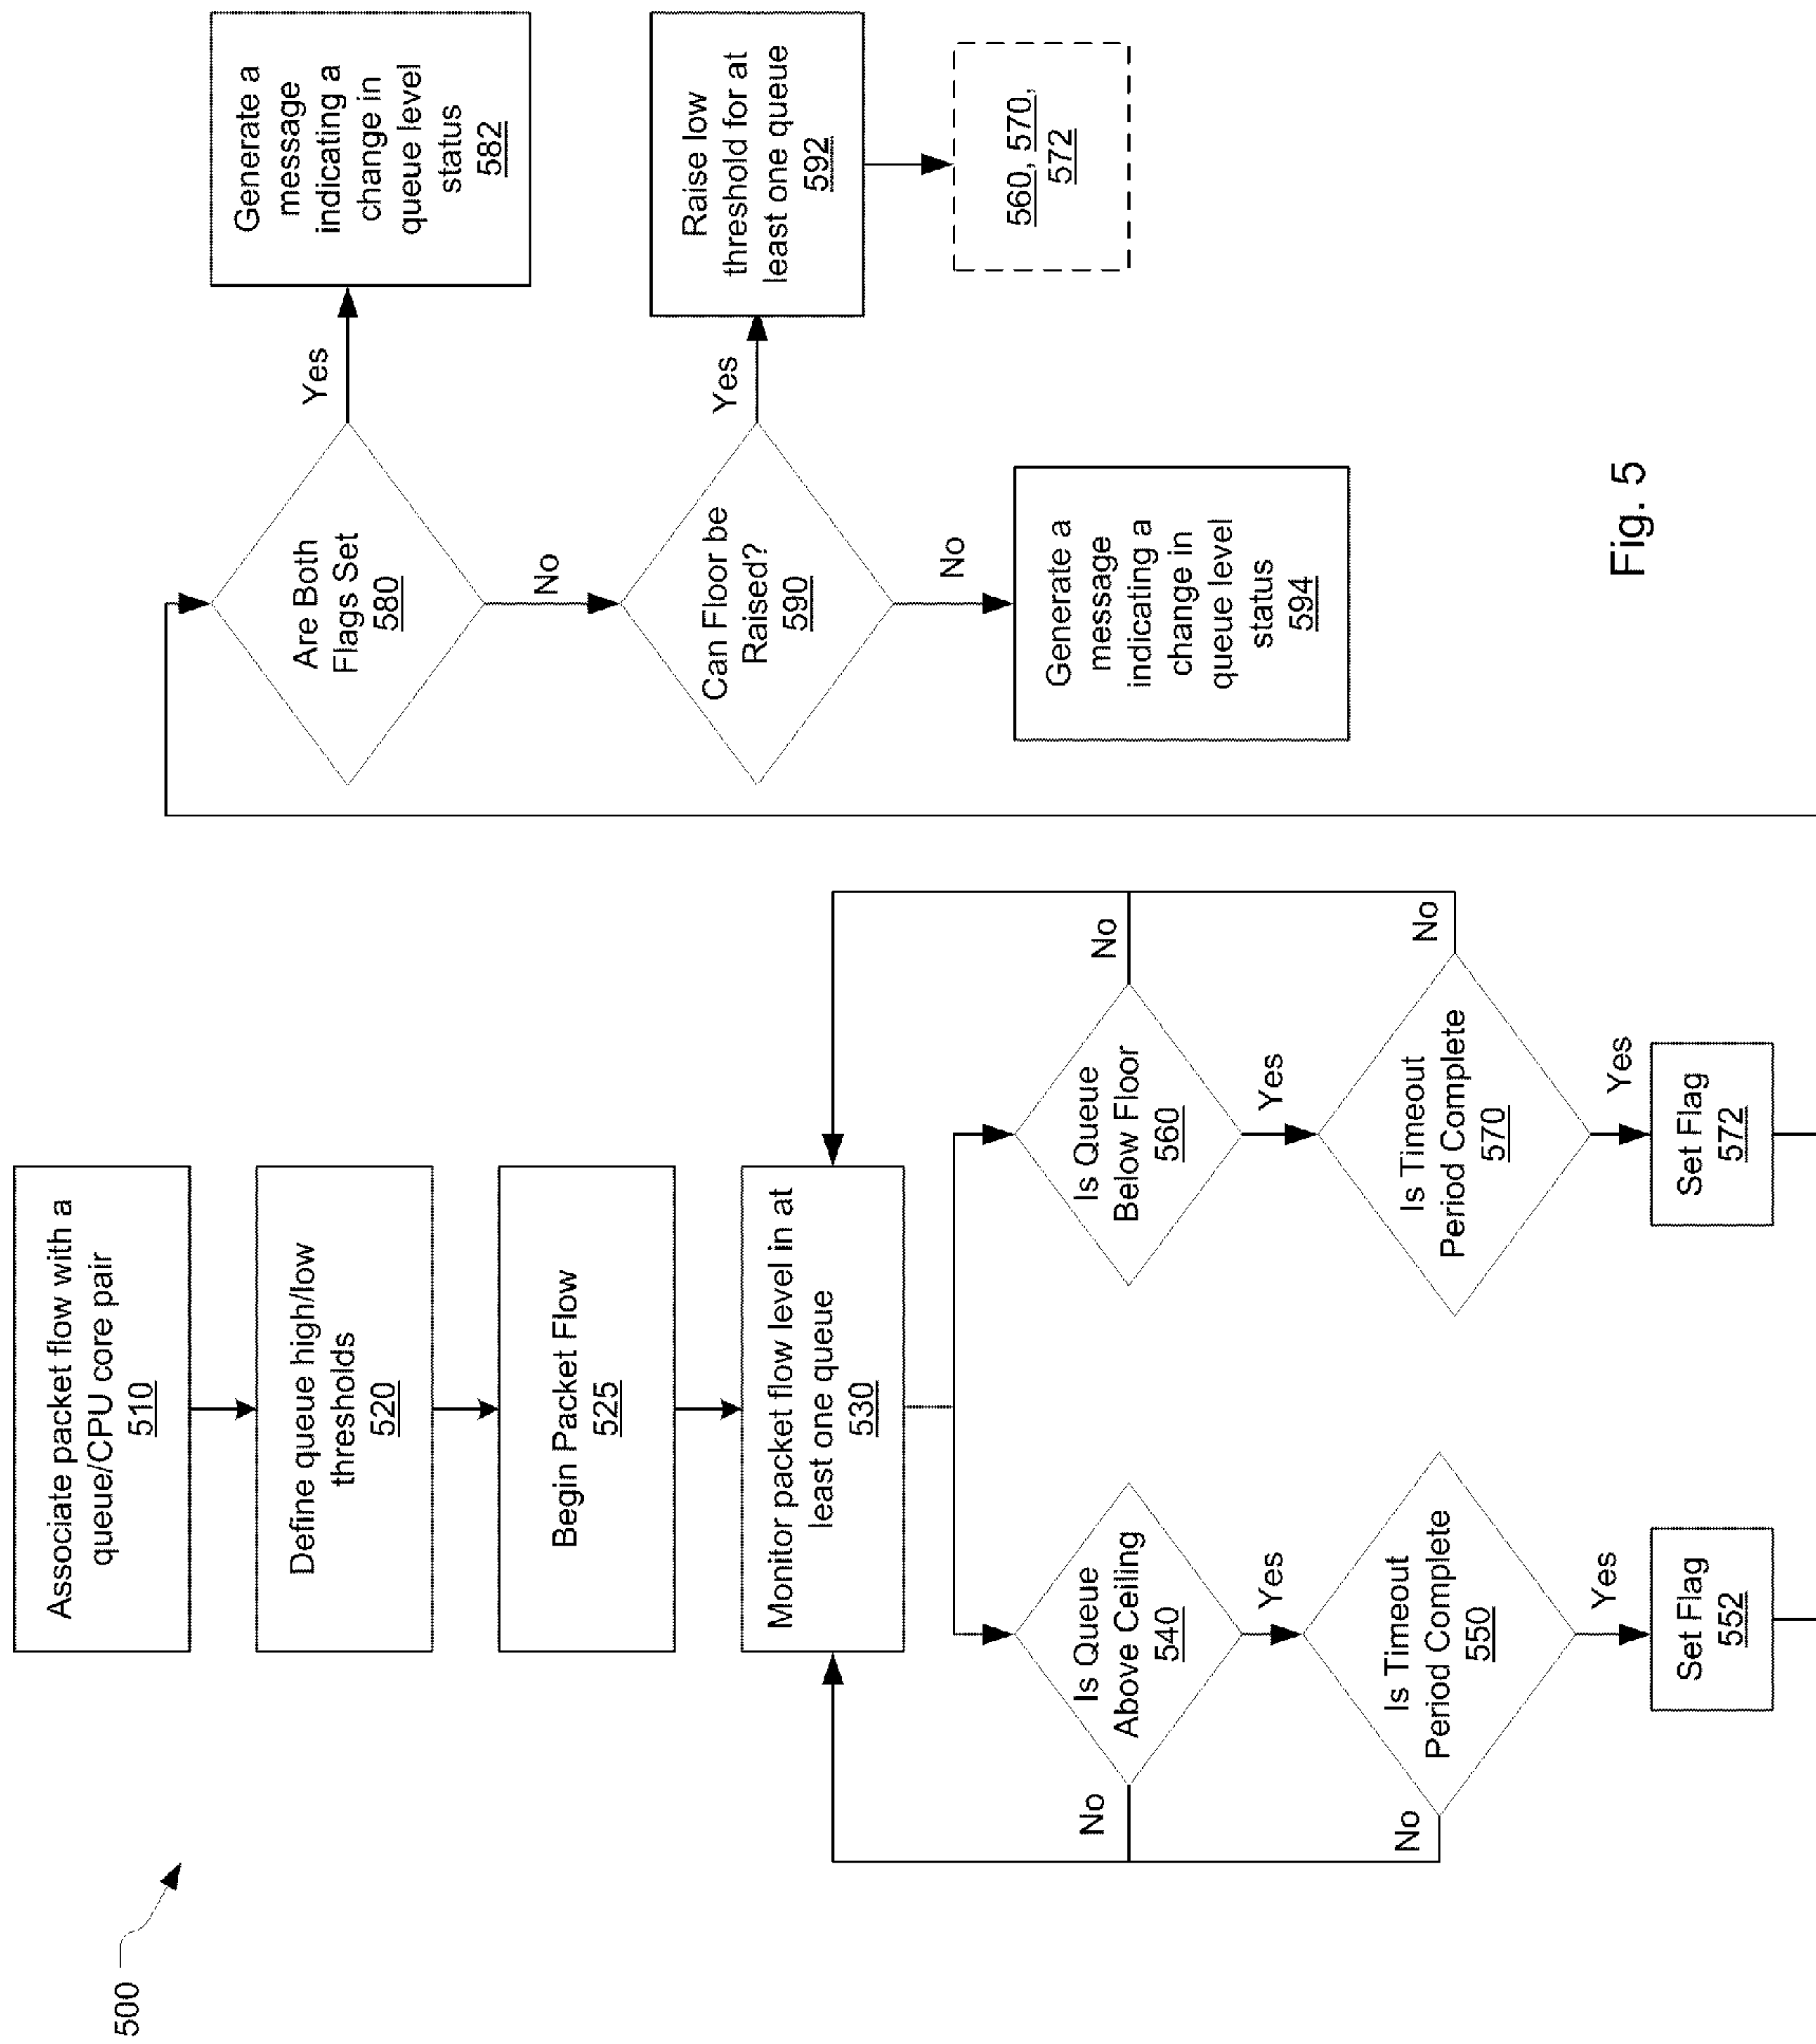 500
Associate packet flow with a
queue/CPU core pair
510
Define queue high/low
thresholds
520
Begin Packet Flow
525
Monitor packet flow level in at
least one queue
530
Is Queue
Above Ceiling
540
No
Yes
Is Timeout
Period Complete
550
No
Yes
Set Flag
552
Is Queue
Below Floor
560
No
Yes
Is Timeout
Period Complete
570
No
Yes
Set Flag
572
Are Both
Flags Set
580
Yes
Generate a
message
indicating a
change in
queue level
status
582
No
Can Floor be
Raised?
590
Yes
Raise low
threshold for at
least one queue
592
560, 570,
572
No
Generate a
message
indicating a
change in
queue level
status
594
Fig. 5